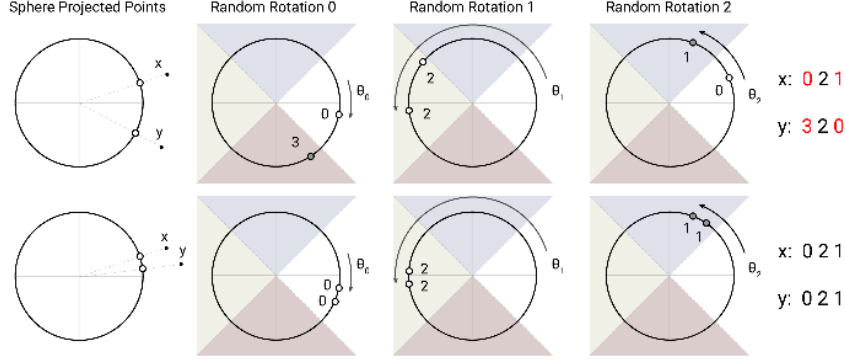 Sphere Projected Points
Random Rotation 0
Random Rotation 1
Random Rotation 2
x
y
0
3
θ0
2
2
θ1
1
0
θ2
x: 0 2 1
y: 3 2 0
x
y
0
0
θ0
2
2
θ1
1
1
θ2
x: 0 2 1
y: 0 2 1